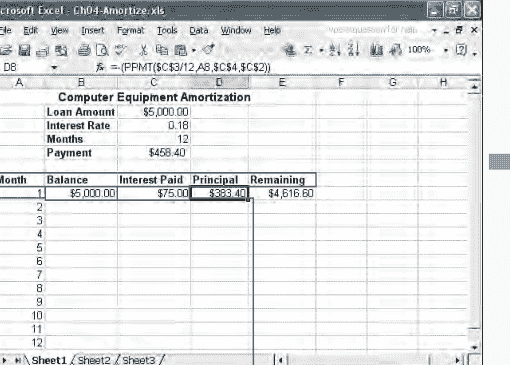 crosoft Excel - Ch04-Amortize.xls
File Edit View Insert Format Tools Data Window Help
100%
D8 fx =-(PPMT($C$3/12,A8,$C$4,$C$2))
A B C D E F G H
Computer Equipment Amortization
Loan Amount $5,000.00
Interest Rate 0.18
Months 12
Payment $458.40
Month Balance Interest Paid Principal Remaining
1 $5,000.00 $75.00 $383.40 $4,616.60
2
3
4
5
6
7
8
9
10
11
12
Sheet1 / Sheet2 / Sheet3 /